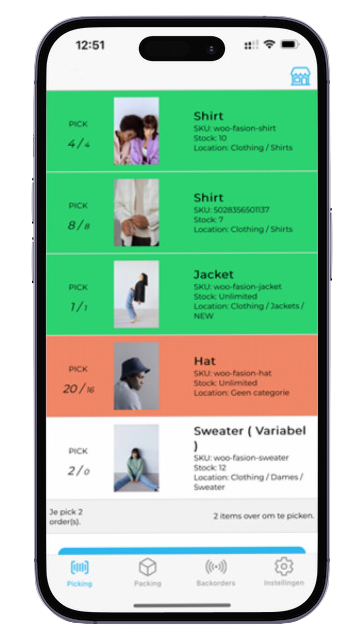 12:51
PICK
4 / 4
Shirt
SKU: woo-fasion-shirt
Stock: 10
Location: Clothing / Shirts
PICK
8 / 8
Shirt
SKU: 5028356501137
Stock: 7
Location: Clothing / Shirts
PICK
1 / 1
Jacket
SKU: woo-fasion-jacket
Stock: Unlimited
Location: Clothing / Jackets /
NEW
PICK
20 / 16
Hat
SKU: woo-fasion-hat
Stock: Unlimited
Location: Geen categorie
PICK
2 / 0
Sweater ( Variabel
)
SKU: woo-fasion-sweater
Stock: 12
Location: Clothing / Dames /
Sweater
Je pick 2
order(s).
2 items over om te picken.
Picking
Packing
Backorders
Instellingen